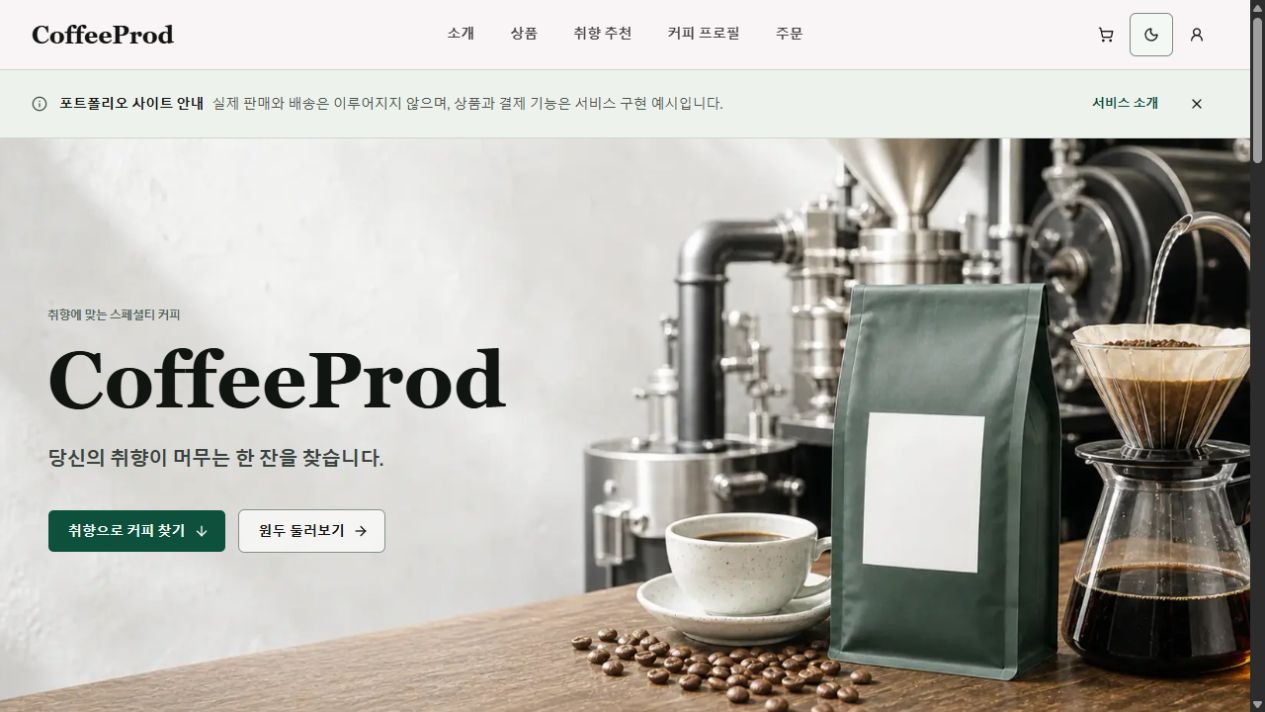 CoffeeProd
소개
상품
취향 추천
커피 프로필
주문
포트폴리오 사이트 안내 실제 판매와 배송은 이루어지지 않으며, 상품과 결제 기능은 서비스 구현 예시입니다.
서비스 소개
취향에 맞는 스페셜티 커피
CoffeeProd
당신의 취향이 머무는 한 잔을 찾습니다.
취향으로 커피 찾기
원두 둘러보기